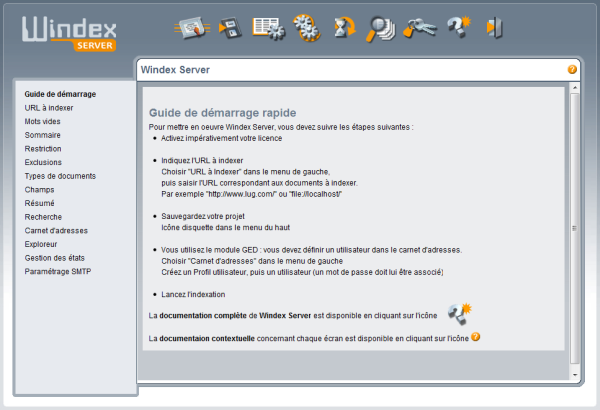 Windex
SERVER
Windex Server
Guide de démarrage
URL à indexer
Mots vides
Sommaire
Restriction
Exclusions
Types de documents
Champs
Résumé
Recherche
Carnet d'adresses
Exploreur
Gestion des états
Paramétrage SMTP
Guide de démarrage rapide
Pour mettre en oeuvre Windex Server, vous devez suivre les étapes suivantes :
• Activez impérativement votre licence
• Indiquez l'URL à indexer
Choisir "URL à Indexer" dans le menu de gauche,
puis saisir l'URL correspondant aux documents à indexer.
Par exemple "http://www.lug.com/" ou "file://localhost/"
• Sauvegardez votre projet
Icône disquette dans le menu du haut
• Vous utilisez le module GED : vous devez définir un utilisateur dans le carnet d'adresses.
Choisir "Carnet d'adresses" dans le menu de gauche
Créez un Profil utilisateur, puis un utilisateur (un mot de passe doit lui être associé)
• Lancez l'indexation
La documentation complète de Windex Server est disponible en cliquant sur l'icône
La documentaion contextuelle concernant chaque écran est disponible en cliquant sur l'icône